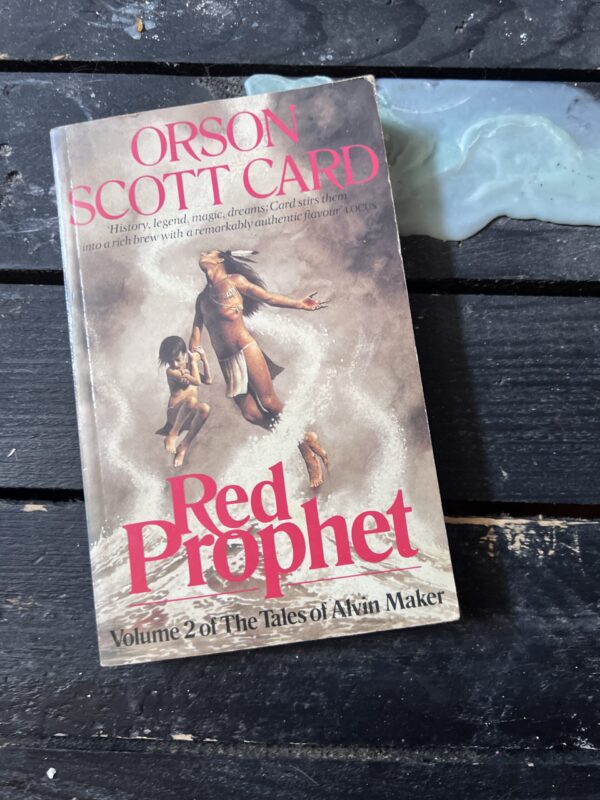 ORSON
SCOTT CARD
'History, legend, magic, dreams; Card stirs them
into a rich brew with a remarkably authentic flavour' LOCUS
Red
Prophet
Volume 2 of The Tales of Alvin Maker